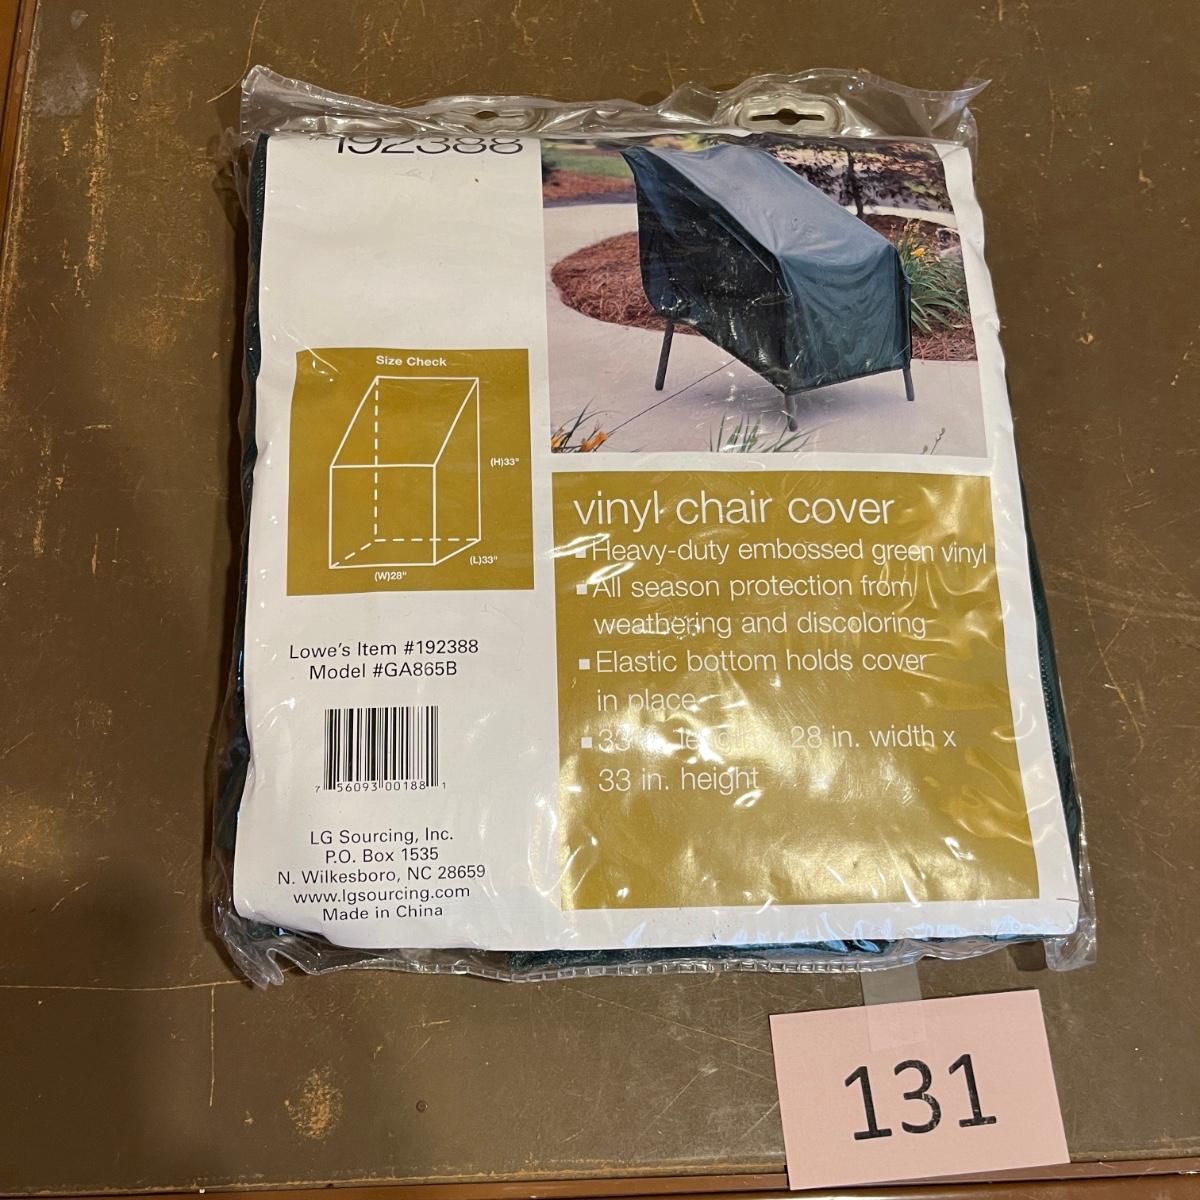 #192388
Size Check
(H)33"
(L)33"
(W)28"
Lowe's Item #192388
Model #GA865B
7 56093 00188 1
LG Sourcing, Inc.
P.O. Box 1535
N. Wilkesboro, NC 28659
www.lgsourcing.com
Made in China
vinyl chair cover
▪Heavy-duty embossed green vinyl
▪All season protection from
weathering and discoloring
▪Elastic bottom holds cover
in place
▪33 in. length x 28 in. width x
33 in. height
131